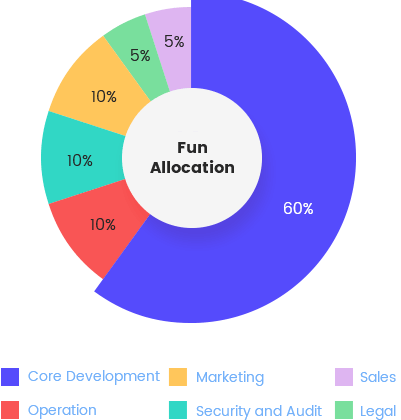 5%
5%
10%
10%
10%
60%
Fun
Allocation
Core Development
Marketing
Sales
Operation
Security and Audit
Legal